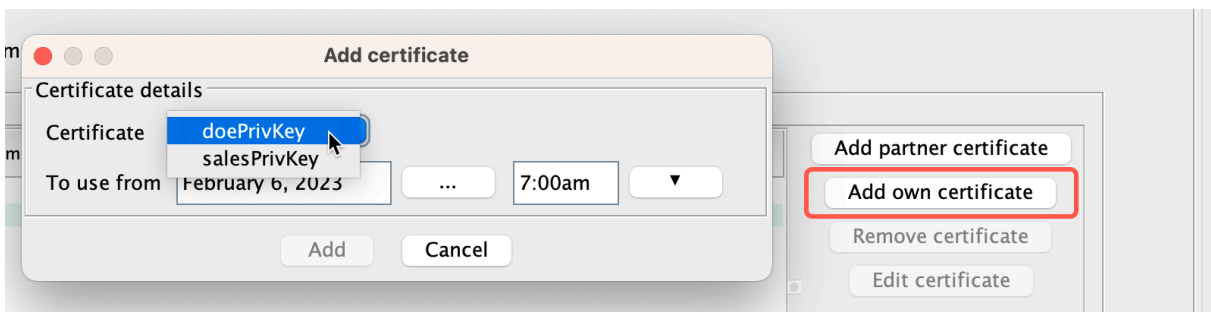 m
Add certificate
Certificate details
Certificate doePrivKey
salesPrivKey
m
To use from February 6, 2023 ... 7:00am ▼
Add Cancel
Add partner certificate
Add own certificate
Remove certificate
Edit certificate